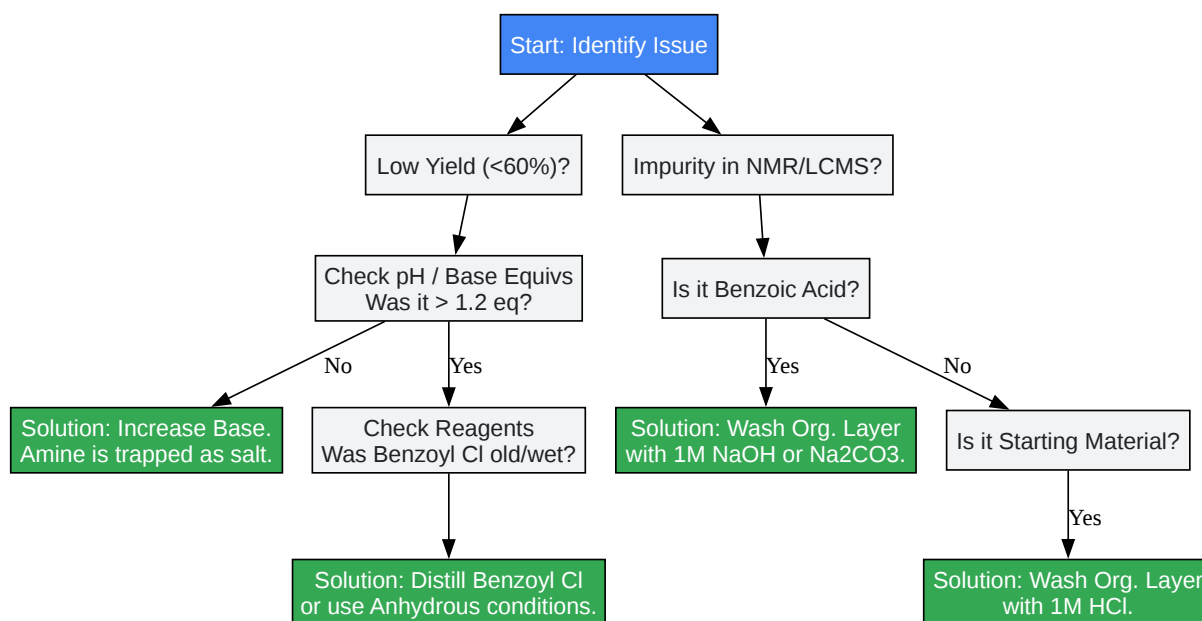 Start: Identify Issue
Low Yield (<60%)?
Impurity in NMR/LCMS?
Check pH / Base Equivs
Was it > 1.2 eq?
Is it Benzoic Acid?
No
Yes
Yes
No
Solution: Increase Base.
Amine is trapped as salt.
Check Reagents
Was Benzoyl Cl old/wet?
Solution: Wash Org. Layer
with 1M NaOH or Na2CO3.
Is it Starting Material?
Yes
Solution: Distill Benzoyl Cl
or use Anhydrous conditions.
Solution: Wash Org. Layer
with 1M HCl.